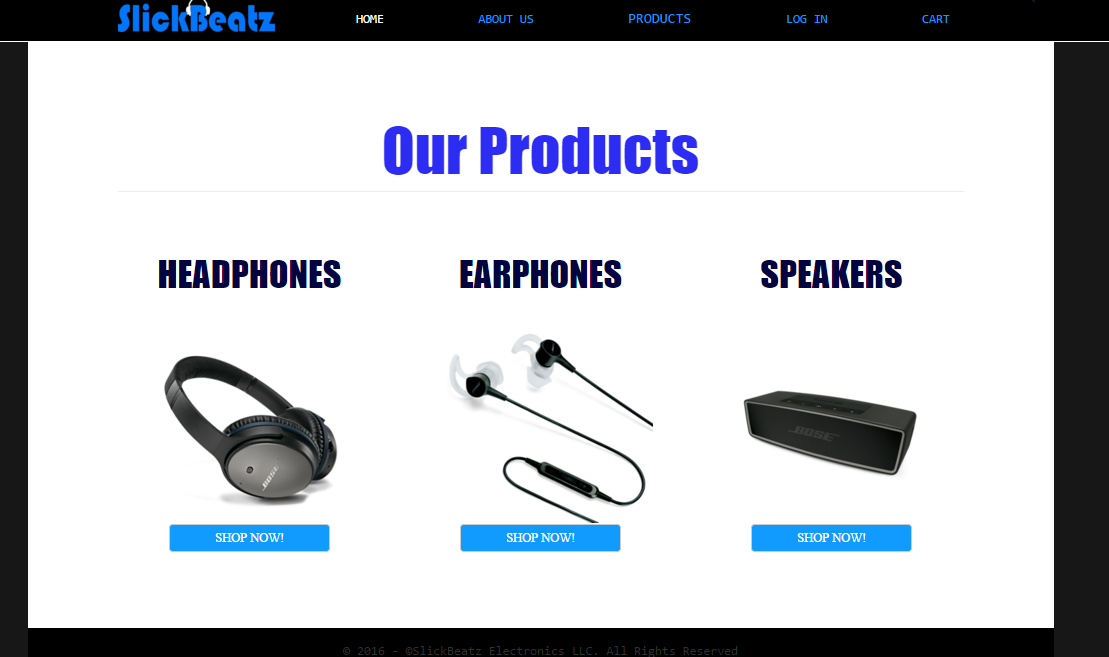 SlickBeatz HOME ABOUT US PRODUCTS LOG IN CART
Our Products
HEADPHONES EARPHONES SPEAKERS
BOSE
BOSE
SHOP NOW! SHOP NOW! SHOP NOW!
© 2016 - ©SlickBeatz Electronics LLC. All Rights Reserved